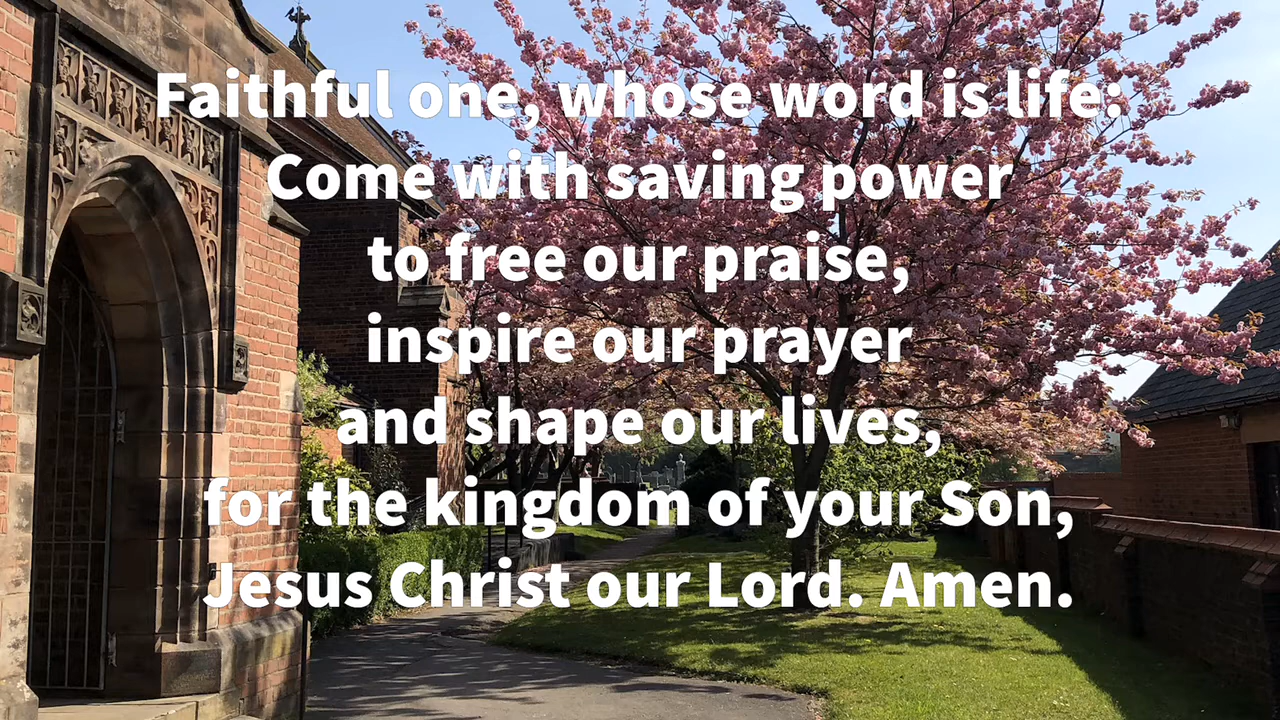 Faithful one, whose word is life:
Come with saving power
to free our praise,
inspire our prayer
and shape our lives,
for the kingdom of your Son,
Jesus Christ our Lord. Amen.